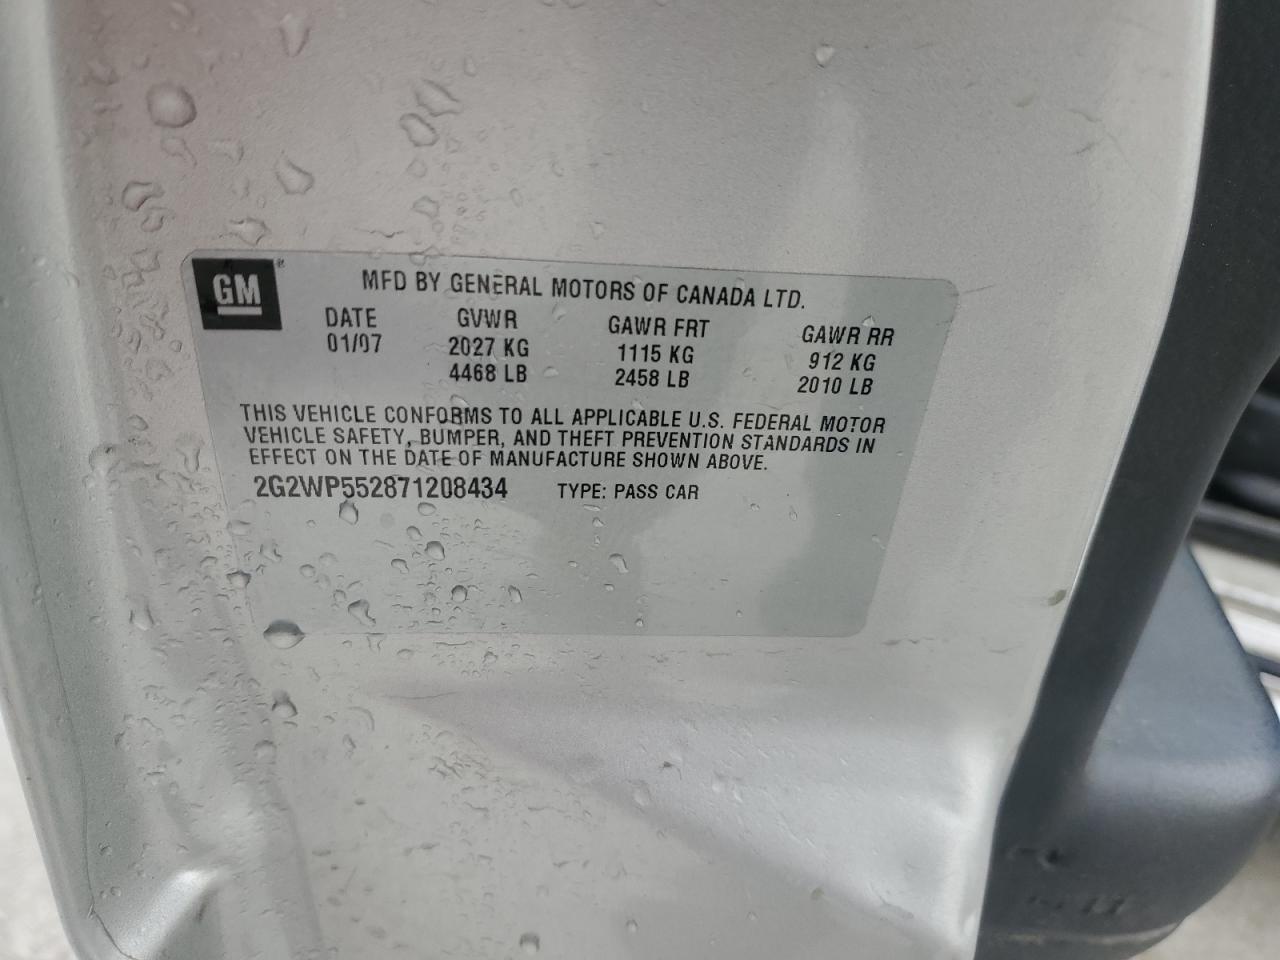 GM®
MFD BY GENERAL MOTORS OF CANADA LTD.
DATE GVWR GAWR FRT GAWR RR
01/07 2027 KG 1115 KG 912 KG
4468 LB 2458 LB 2010 LB
THIS VEHICLE CONFORMS TO ALL APPLICABLE U.S. FEDERAL MOTOR
VEHICLE SAFETY, BUMPER, AND THEFT PREVENTION STANDARDS IN
EFFECT ON THE DATE OF MANUFACTURE SHOWN ABOVE.
2G2WP552871208434 TYPE: PASS CAR